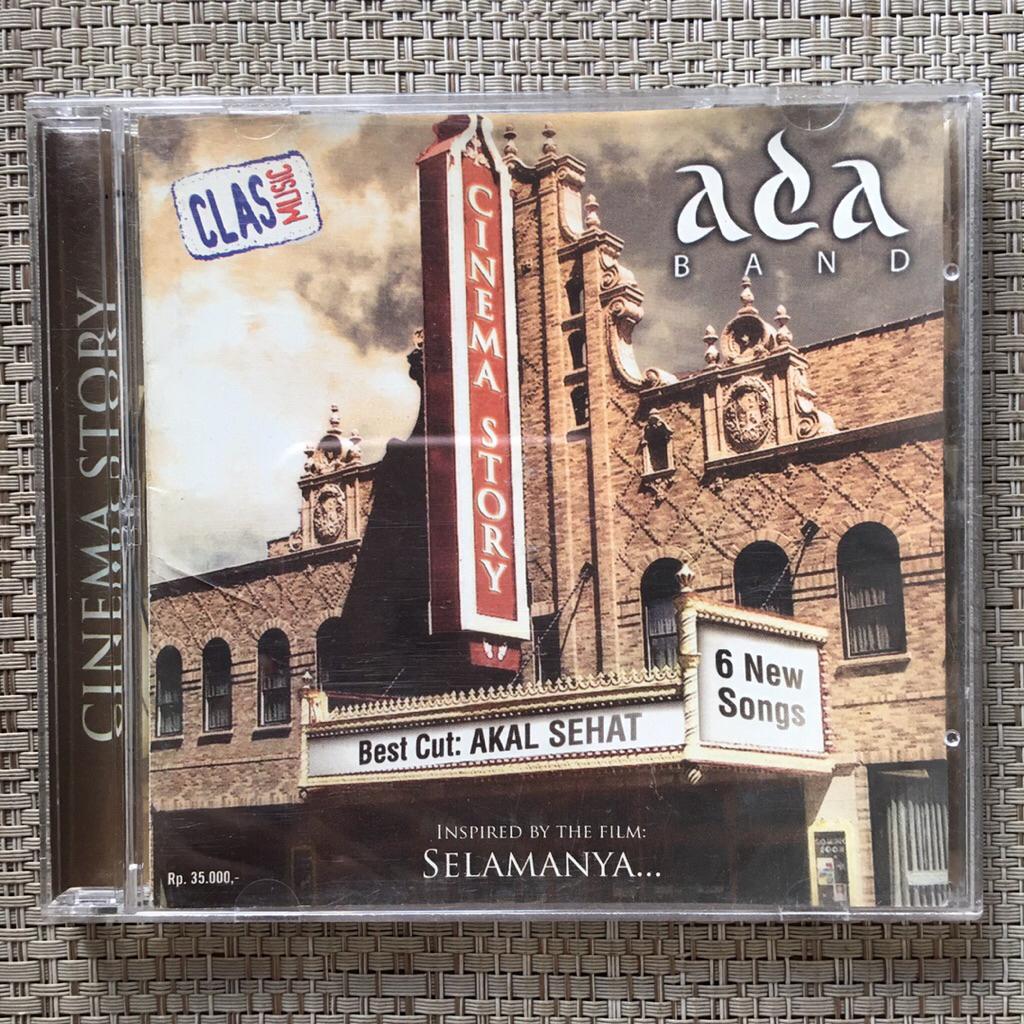 CLAS MUSIC
ada
BAND
CINEMA STORY
CINEMA STORY
6 New
Songs
Best Cut: AKAL SEHAT
INSPIRED BY THE FILM:
SELAMANYA...
Rp. 35.000,-